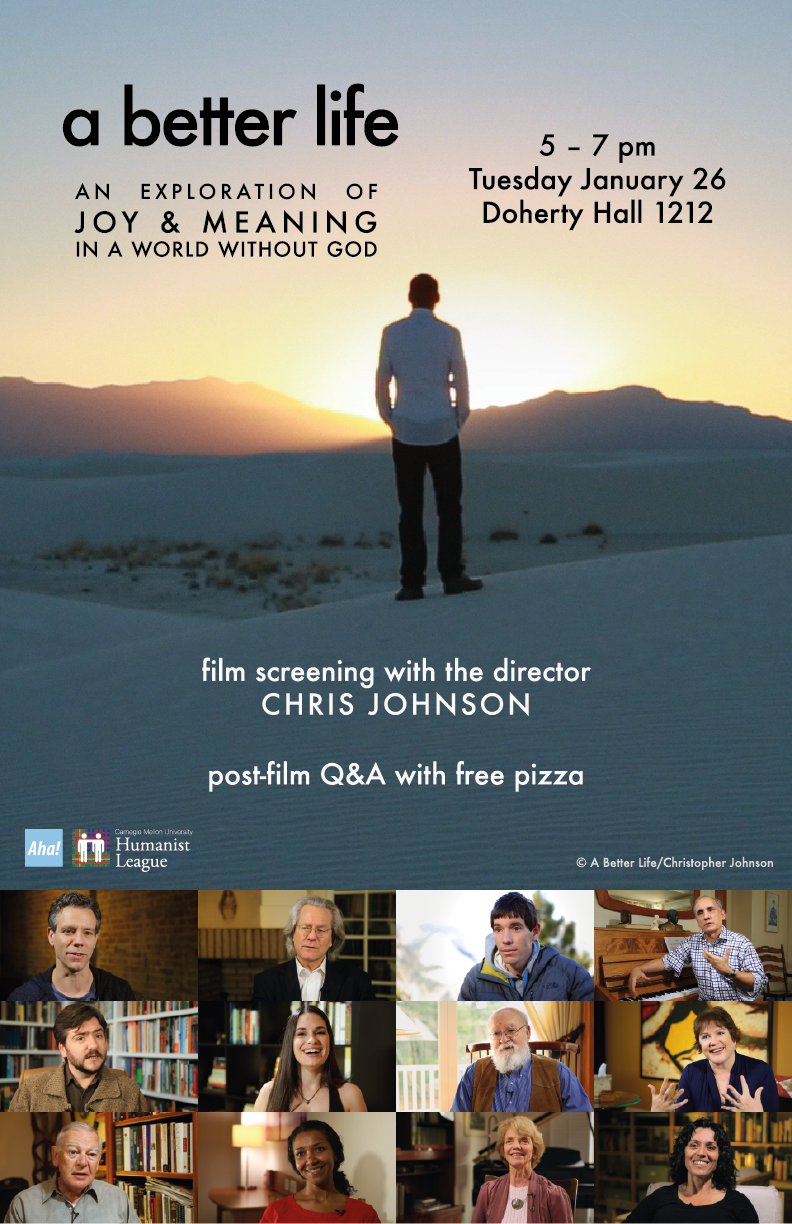 a better life
AN EXPLORATION OF
JOY & MEANING
IN A WORLD WITHOUT GOD
5 – 7 pm
Tuesday January 26
Doherty Hall 1212
film screening with the director
CHRIS JOHNSON
post-film Q&A with free pizza
Aha!
Carnegie Mellon University
Humanist
League
© A Better Life/Christopher Johnson